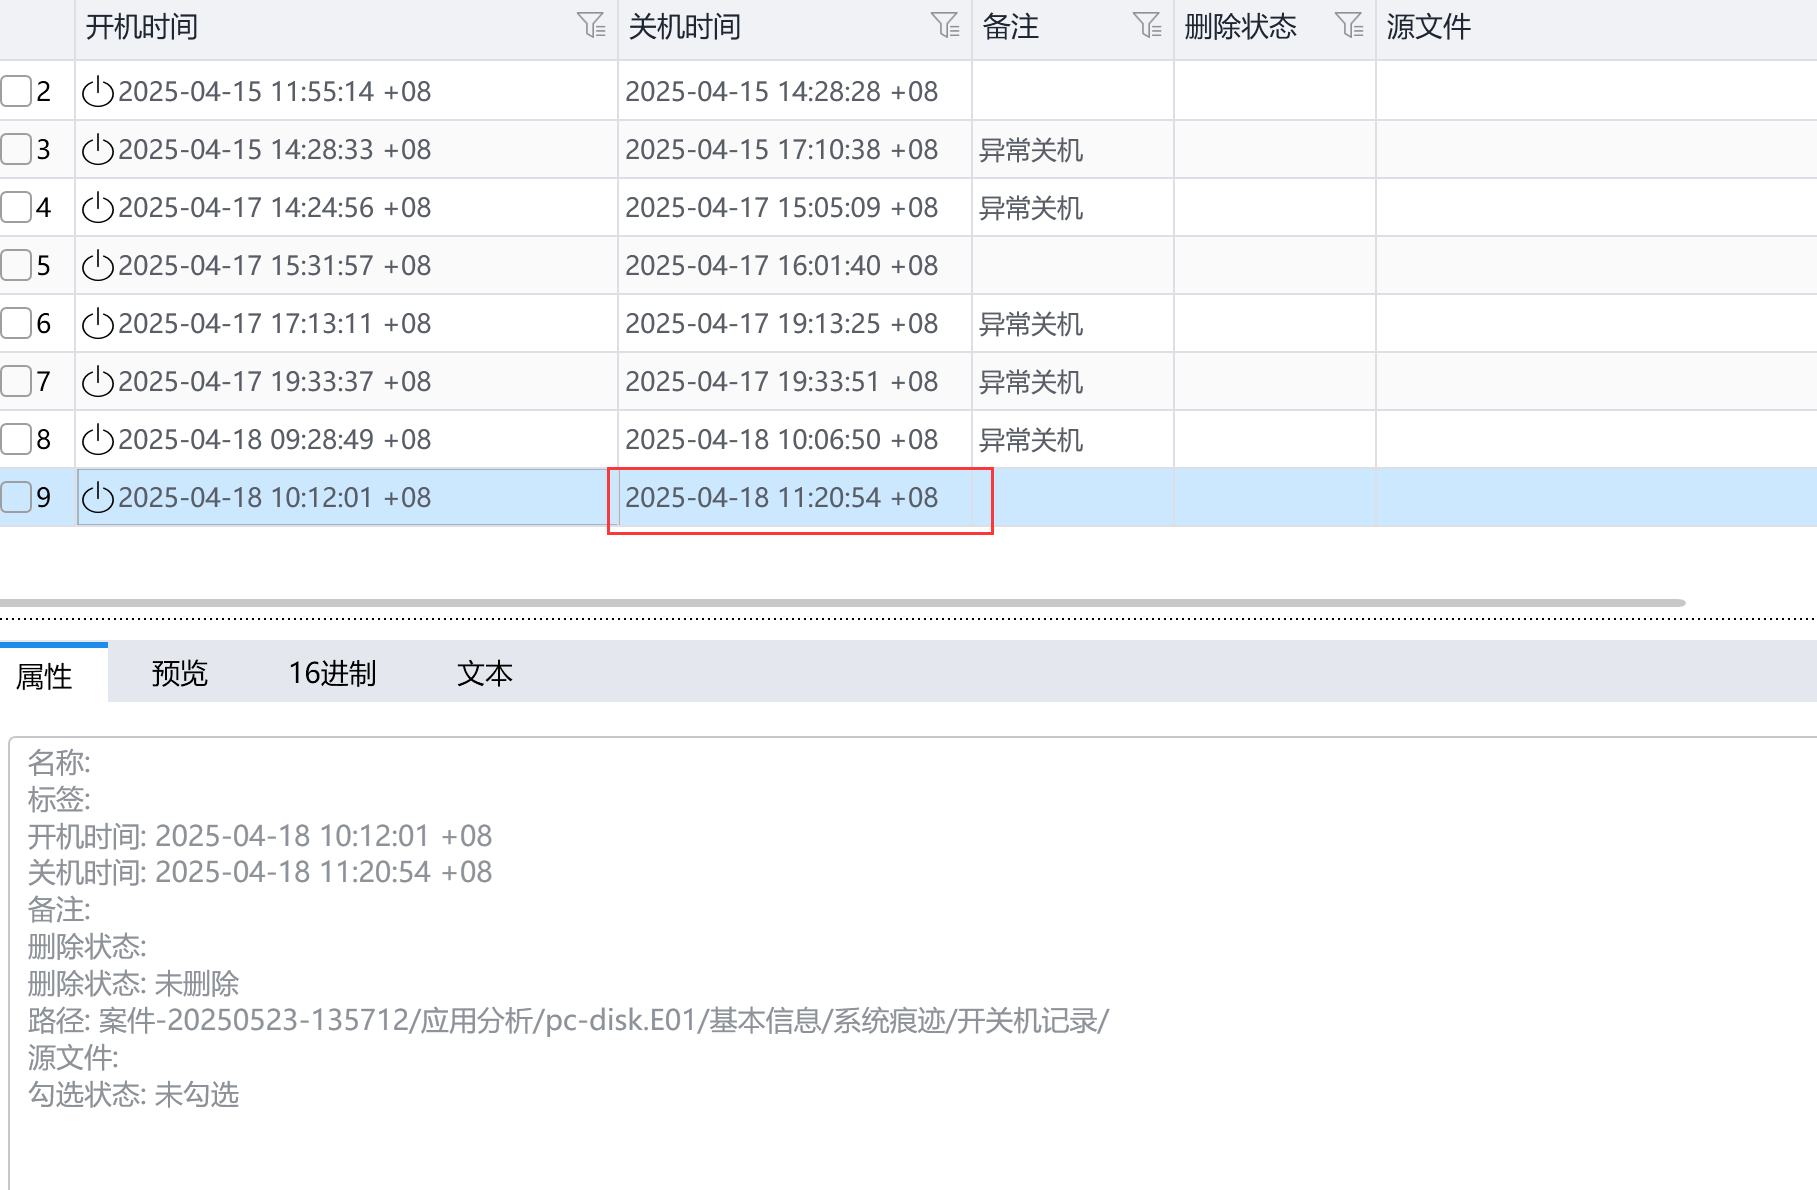 开机时间 关机时间 备注 删除状态 源文件
2 2025-04-15 11:55:14 +08 2025-04-15 14:28:28 +08
3 2025-04-15 14:28:33 +08 2025-04-15 17:10:38 +08 异常关机
4 2025-04-17 14:24:56 +08 2025-04-17 15:05:09 +08 异常关机
5 2025-04-17 15:31:57 +08 2025-04-17 16:01:40 +08
6 2025-04-17 17:13:11 +08 2025-04-17 19:13:25 +08 异常关机
7 2025-04-17 19:33:37 +08 2025-04-17 19:33:51 +08 异常关机
8 2025-04-18 09:28:49 +08 2025-04-18 10:06:50 +08 异常关机
9 2025-04-18 10:12:01 +08 2025-04-18 11:20:54 +08
属性 预览 16进制 文本
名称:
标签:
开机时间: 2025-04-18 10:12:01 +08
关机时间: 2025-04-18 11:20:54 +08
备注:
删除状态:
删除状态: 未删除
路径: 案件-20250523-135712/应用分析/pc-disk.E01/基本信息/系统痕迹/开关机记录/
源文件:
勾选状态: 未勾选